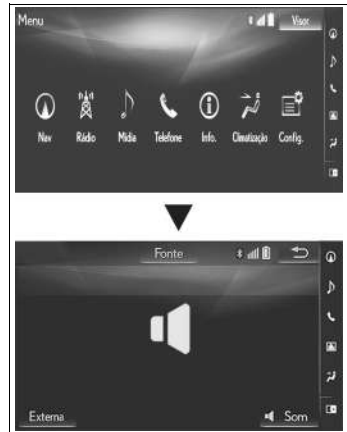 Menu
Visor
Nav Rádio Mídia Telefone Info. Climatização Config.
Fonte
Externa
Som